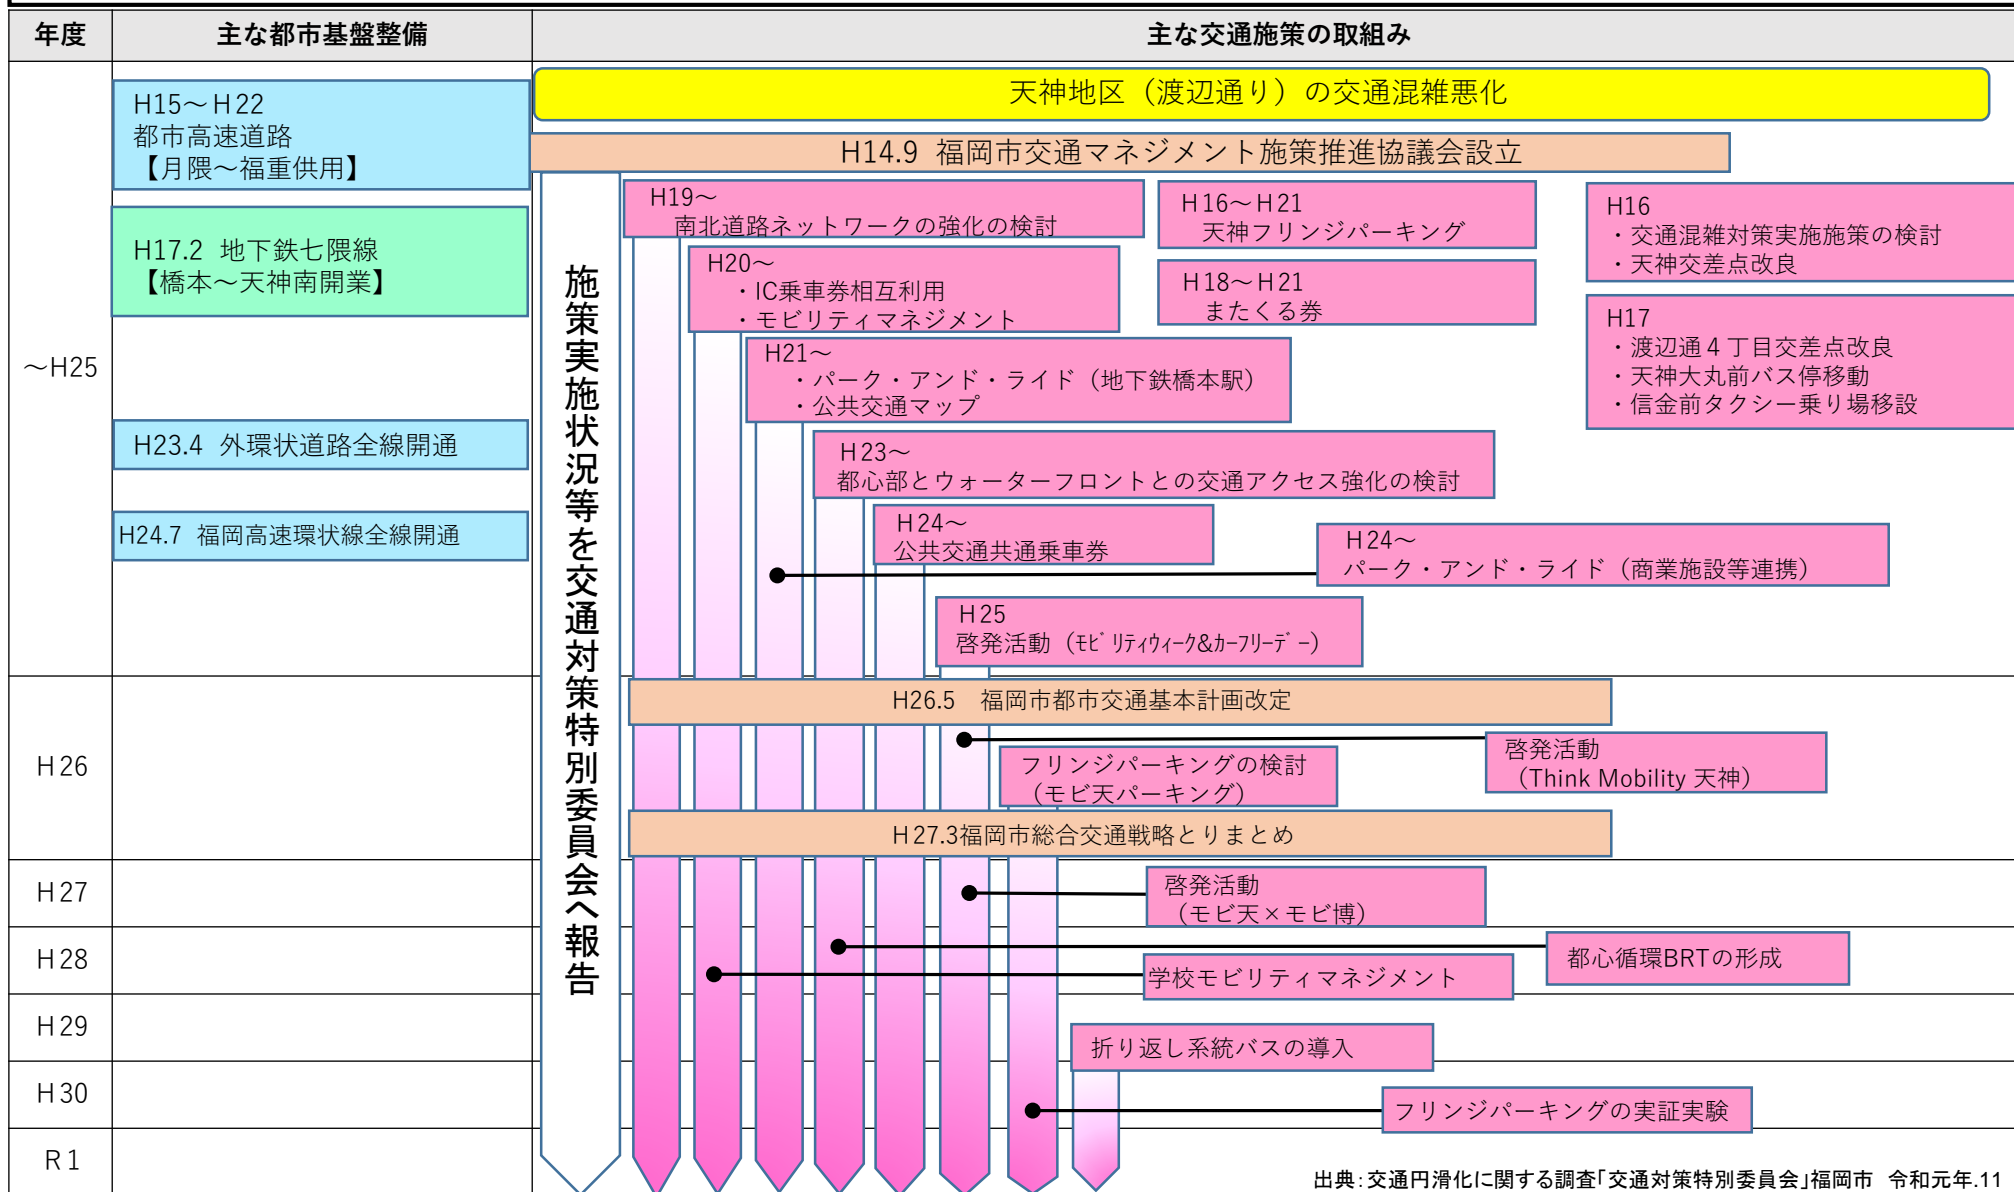 年度
主な都市基盤整備
主な交通施策の取組み
～H25
H15～H22
都市高速道路
【月隈～福重供用】
H17.2 地下鉄七隈線
【橋本～天神南開業】
H23.4 外環状道路全線開通
H24.7 福岡高速環状線全線開通
天神地区（渡辺通り）の交通混雑悪化
H14.9 福岡市交通マネジメント施策推進協議会設立
施策実施状況等を交通対策特別委員会へ報告
H19～
南北道路ネットワークの強化の検討
H16～H21
天神フリンジパーキング
H16
・交通混雑対策実施施策の検討
・天神交差点改良
H20～
・IC乗車券相互利用
・モビリティマネジメント
H18～H21
またくる券
H17
・渡辺通４丁目交差点改良
・天神大丸前バス停移動
・信金前タクシー乗り場移設
H21～
・パーク・アンド・ライド（地下鉄橋本駅）
・公共交通マップ
H23～
都心部とウォーターフロントとの交通アクセス強化の検討
H24～
公共交通共通乗車券
H24～
パーク・アンド・ライド（商業施設等連携）
H25
啓発活動（ﾓﾋﾞﾘﾃｨｳｨｰｸ&ｶｰﾌﾘｰﾃﾞｰ）
H26
H26.5 福岡市都市交通基本計画改定
啓発活動
（Think Mobility 天神）
フリンジパーキングの検討
（モビ天パーキング）
H27.3福岡市総合交通戦略とりまとめ
H27
啓発活動
（モビ天×モビ博）
H28
都心循環BRTの形成
学校モビリティマネジメント
H29
折り返し系統バスの導入
H30
フリンジパーキングの実証実験
R1
出典：交通円滑化に関する調査「交通対策特別委員会」福岡市 令和元年.11